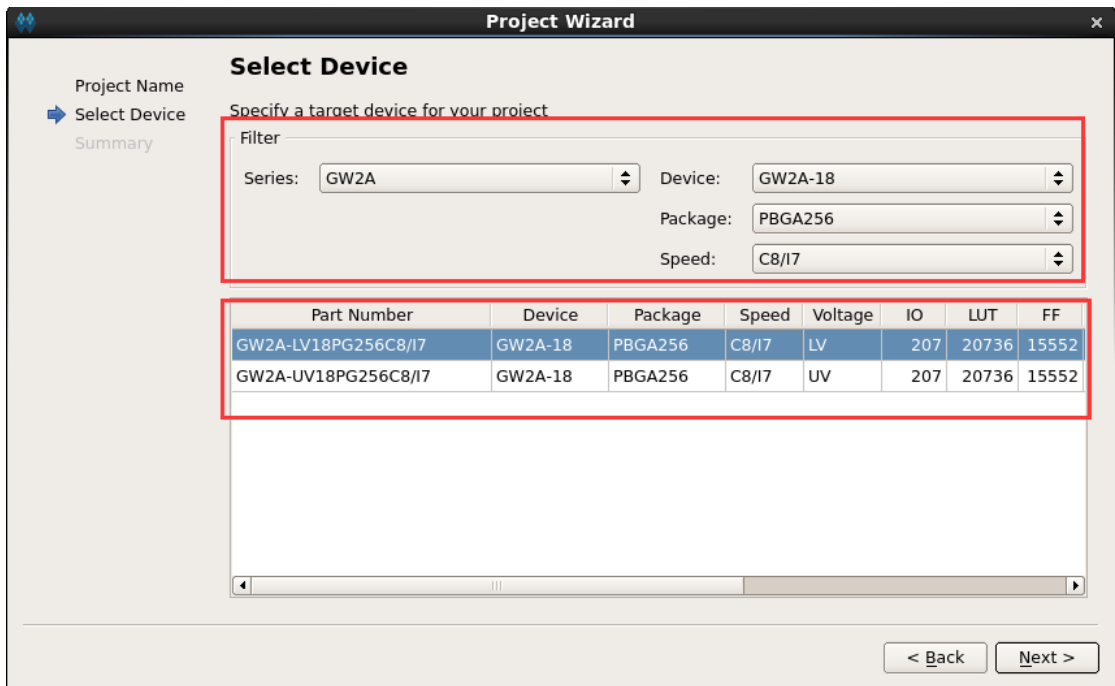 Project Wizard
Select Device
Project Name
Select Device
Summary
Specify a target device for your project
Filter
Series: GW2A Device: GW2A-18
Package: PBGA256
Speed: C8/I7
Part Number Device Package Speed Voltage IO LUT FF
GW2A-LV18PG256C8/I7 GW2A-18 PBGA256 C8/I7 LV 207 20736 15552
GW2A-UV18PG256C8/I7 GW2A-18 PBGA256 C8/I7 UV 207 20736 15552
< Back Next >